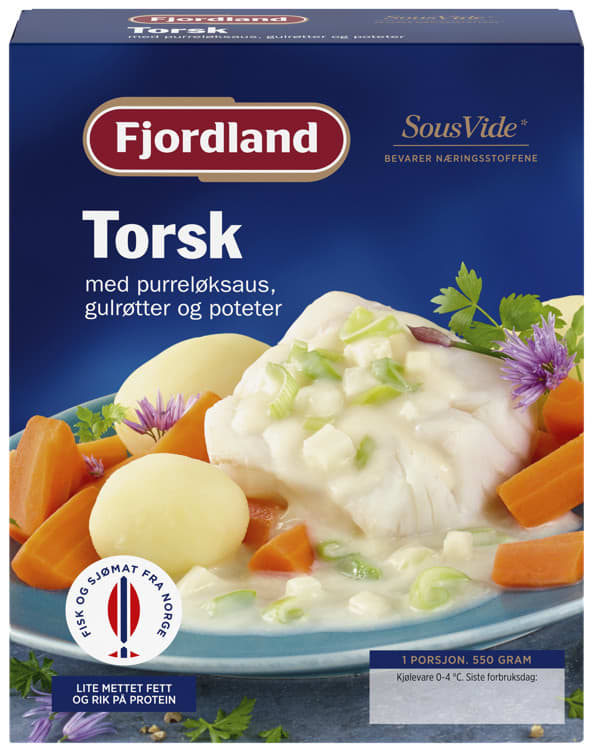 Fjordland
SousVide*
Torsk
med purreløksaus, gulrøtter og poteter
Fjordland
SousVide*
BEVARER NÆRINGSSTOFFENE
Torsk
med purreløksaus,
gulrøtter og poteter
FISK OG SJØMAT FRA NORGE
LITE METTET FETT
OG RIK PÅ PROTEIN
1 PORSJON. 550 GRAM
Kjølevare 0-4 °C. Siste forbruksdag: